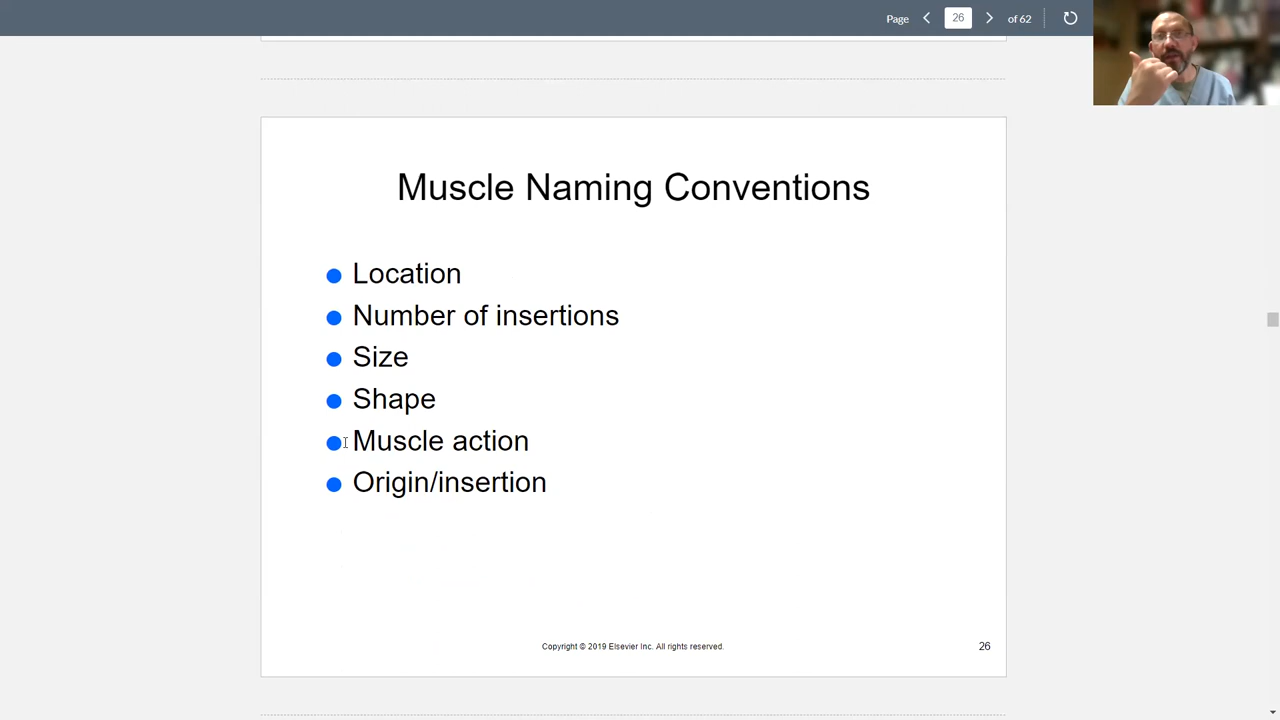 Page 26 of 62
Muscle Naming Conventions
Location
Number of insertions
Size
Shape
Muscle action
Origin/insertion
Copyright © 2019 Elsevier Inc. All rights reserved.
26